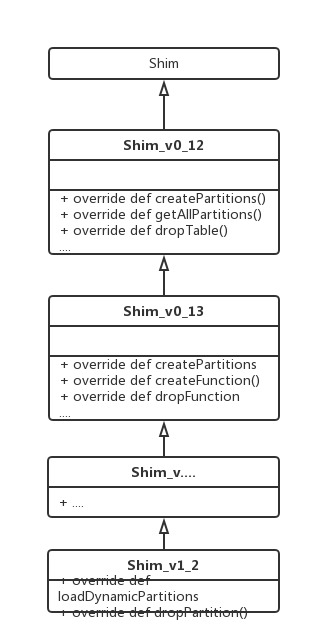 Shim
Shim_v0_12
+ override def createPartitions()
+ override def getAllPartitions()
+ override def dropTable()
....
Shim_v0_13
+ override def createPartitions
+ override def createFunction()
+ override def dropFunction
....
Shim_v....
+ ....
Shim_v1_2
+ override def
loadDynamicPartitions
+ override def dropPartition()